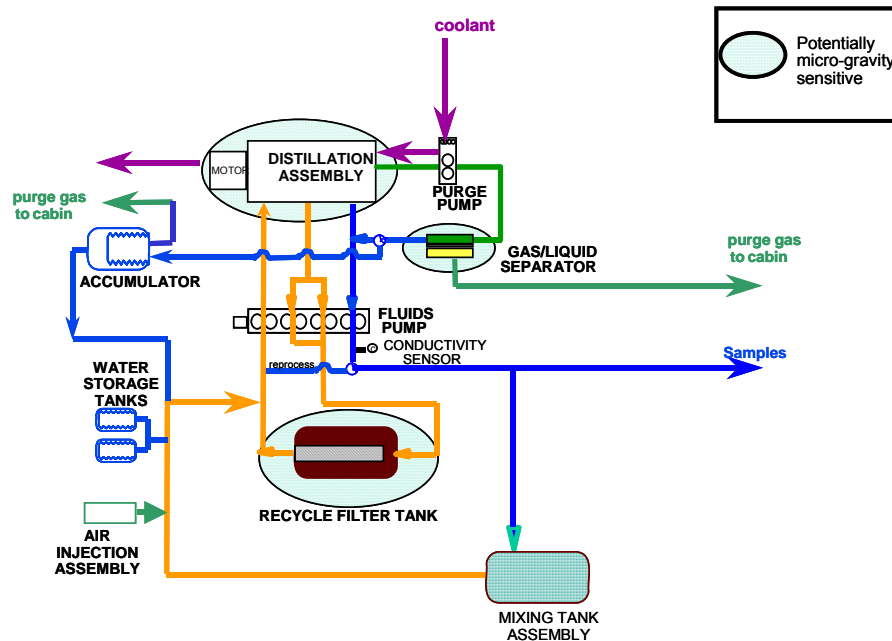 coolant
Potentially
micro-gravity
sensitive
MOTOR
DISTILLATION
ASSEMBLY
PURGE
PUMP
purge gas
to cabin
GAS/LIQUID
SEPARATOR
purge gas
to cabin
ACCUMULATOR
FLUIDS
PUMP
CONDUCTIVITY
SENSOR
reprocess
Samples
WATER
STORAGE
TANKS
RECYCLE FILTER TANK
AIR
INJECTION
ASSEMBLY
MIXING TANK
ASSEMBLY